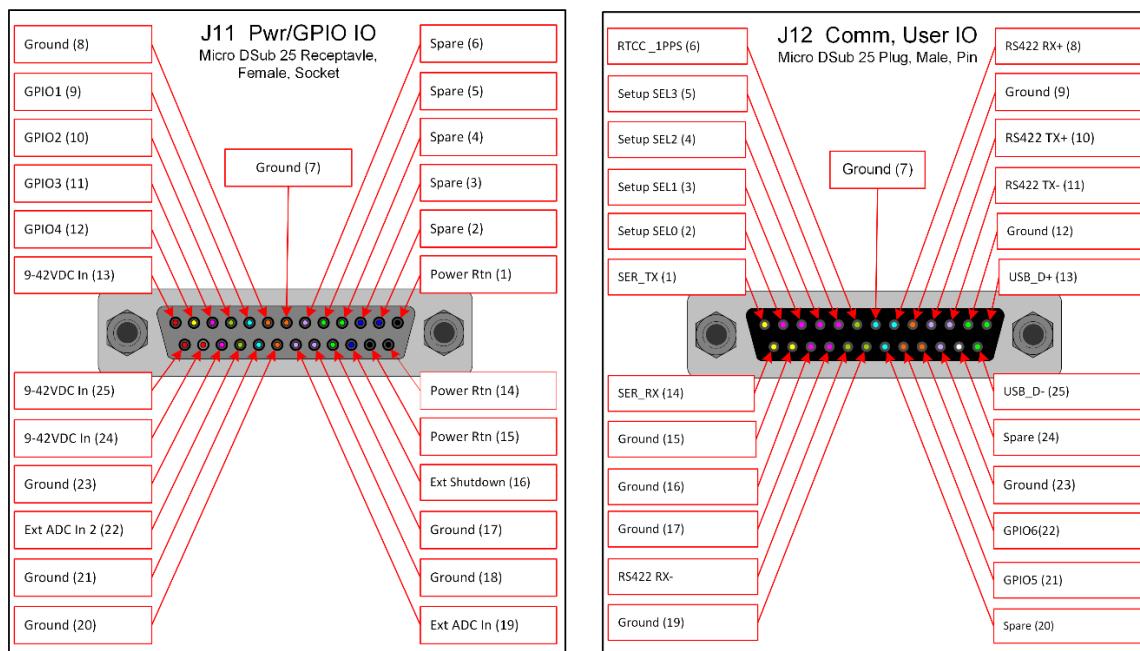 J11 Pwr/GPIO IO
Micro DSub 25 Receptavle,
Female, Socket
Ground (8)
GPIO1 (9)
GPIO2 (10)
GPIO3 (11)
GPIO4 (12)
9-42VDC In (13)
Ground (7)
Spare (6)
Spare (5)
Spare (4)
Spare (3)
Spare (2)
Power Rtn (1)
9-42VDC In (25)
9-42VDC In (24)
Ground (23)
Ext ADC In 2 (22)
Ground (21)
Ground (20)
Power Rtn (14)
Power Rtn (15)
Ext Shutdown (16)
Ground (17)
Ground (18)
Ext ADC In (19)
J12 Comm, User IO
Micro DSub 25 Plug, Male, Pin
RTCC _1PPS (6)
Setup SEL3 (5)
Setup SEL2 (4)
Setup SEL1 (3)
Setup SEL0 (2)
SER_TX (1)
Ground (7)
RS422 RX+ (8)
Ground (9)
RS422 TX+ (10)
RS422 TX- (11)
Ground (12)
USB_D+ (13)
SER_RX (14)
Ground (15)
Ground (16)
Ground (17)
RS422 RX-
Ground (19)
USB_D- (25)
Spare (24)
Ground (23)
GPIO6(22)
GPIO5 (21)
Spare (20)